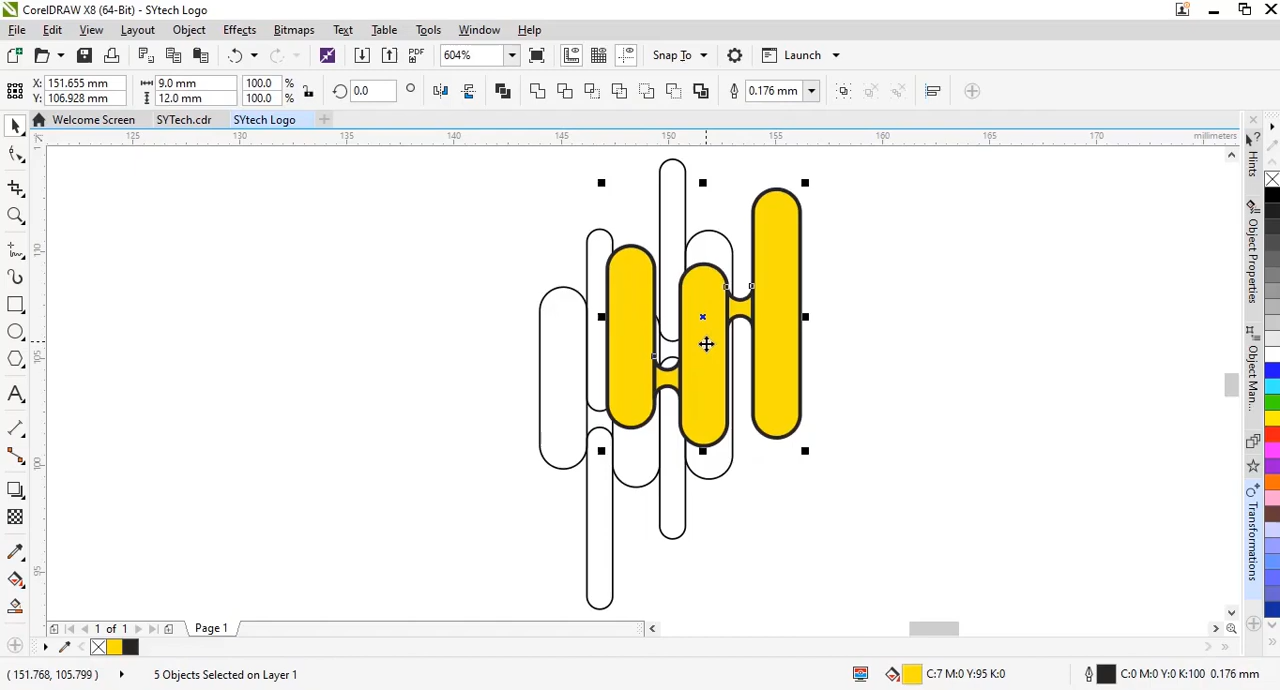 CorelDRAW X8 (64-Bit) - SYtech Logo
File Edit View Layout Object Effects Bitmaps Text Table Tools Window Help
604% Snap To Launch
X: 151.655 mm 9.0 mm 100.0 %
Y: 106.928 mm 12.0 mm 100.0 %
0.0
0.176 mm
Welcome Screen SYTech.cdr SYtech Logo
125 130 135 140 145 150 155 160 165 170 millimeters
105
100
95
Hints
Object Properties
Object Man...
Transformations
1 of 1 Page 1
( 151.768, 105.799 ) 5 Objects Selected on Layer 1 C:7 M:0 Y:95 K:0 C:0 M:0 Y:0 K:100 0.176 mm